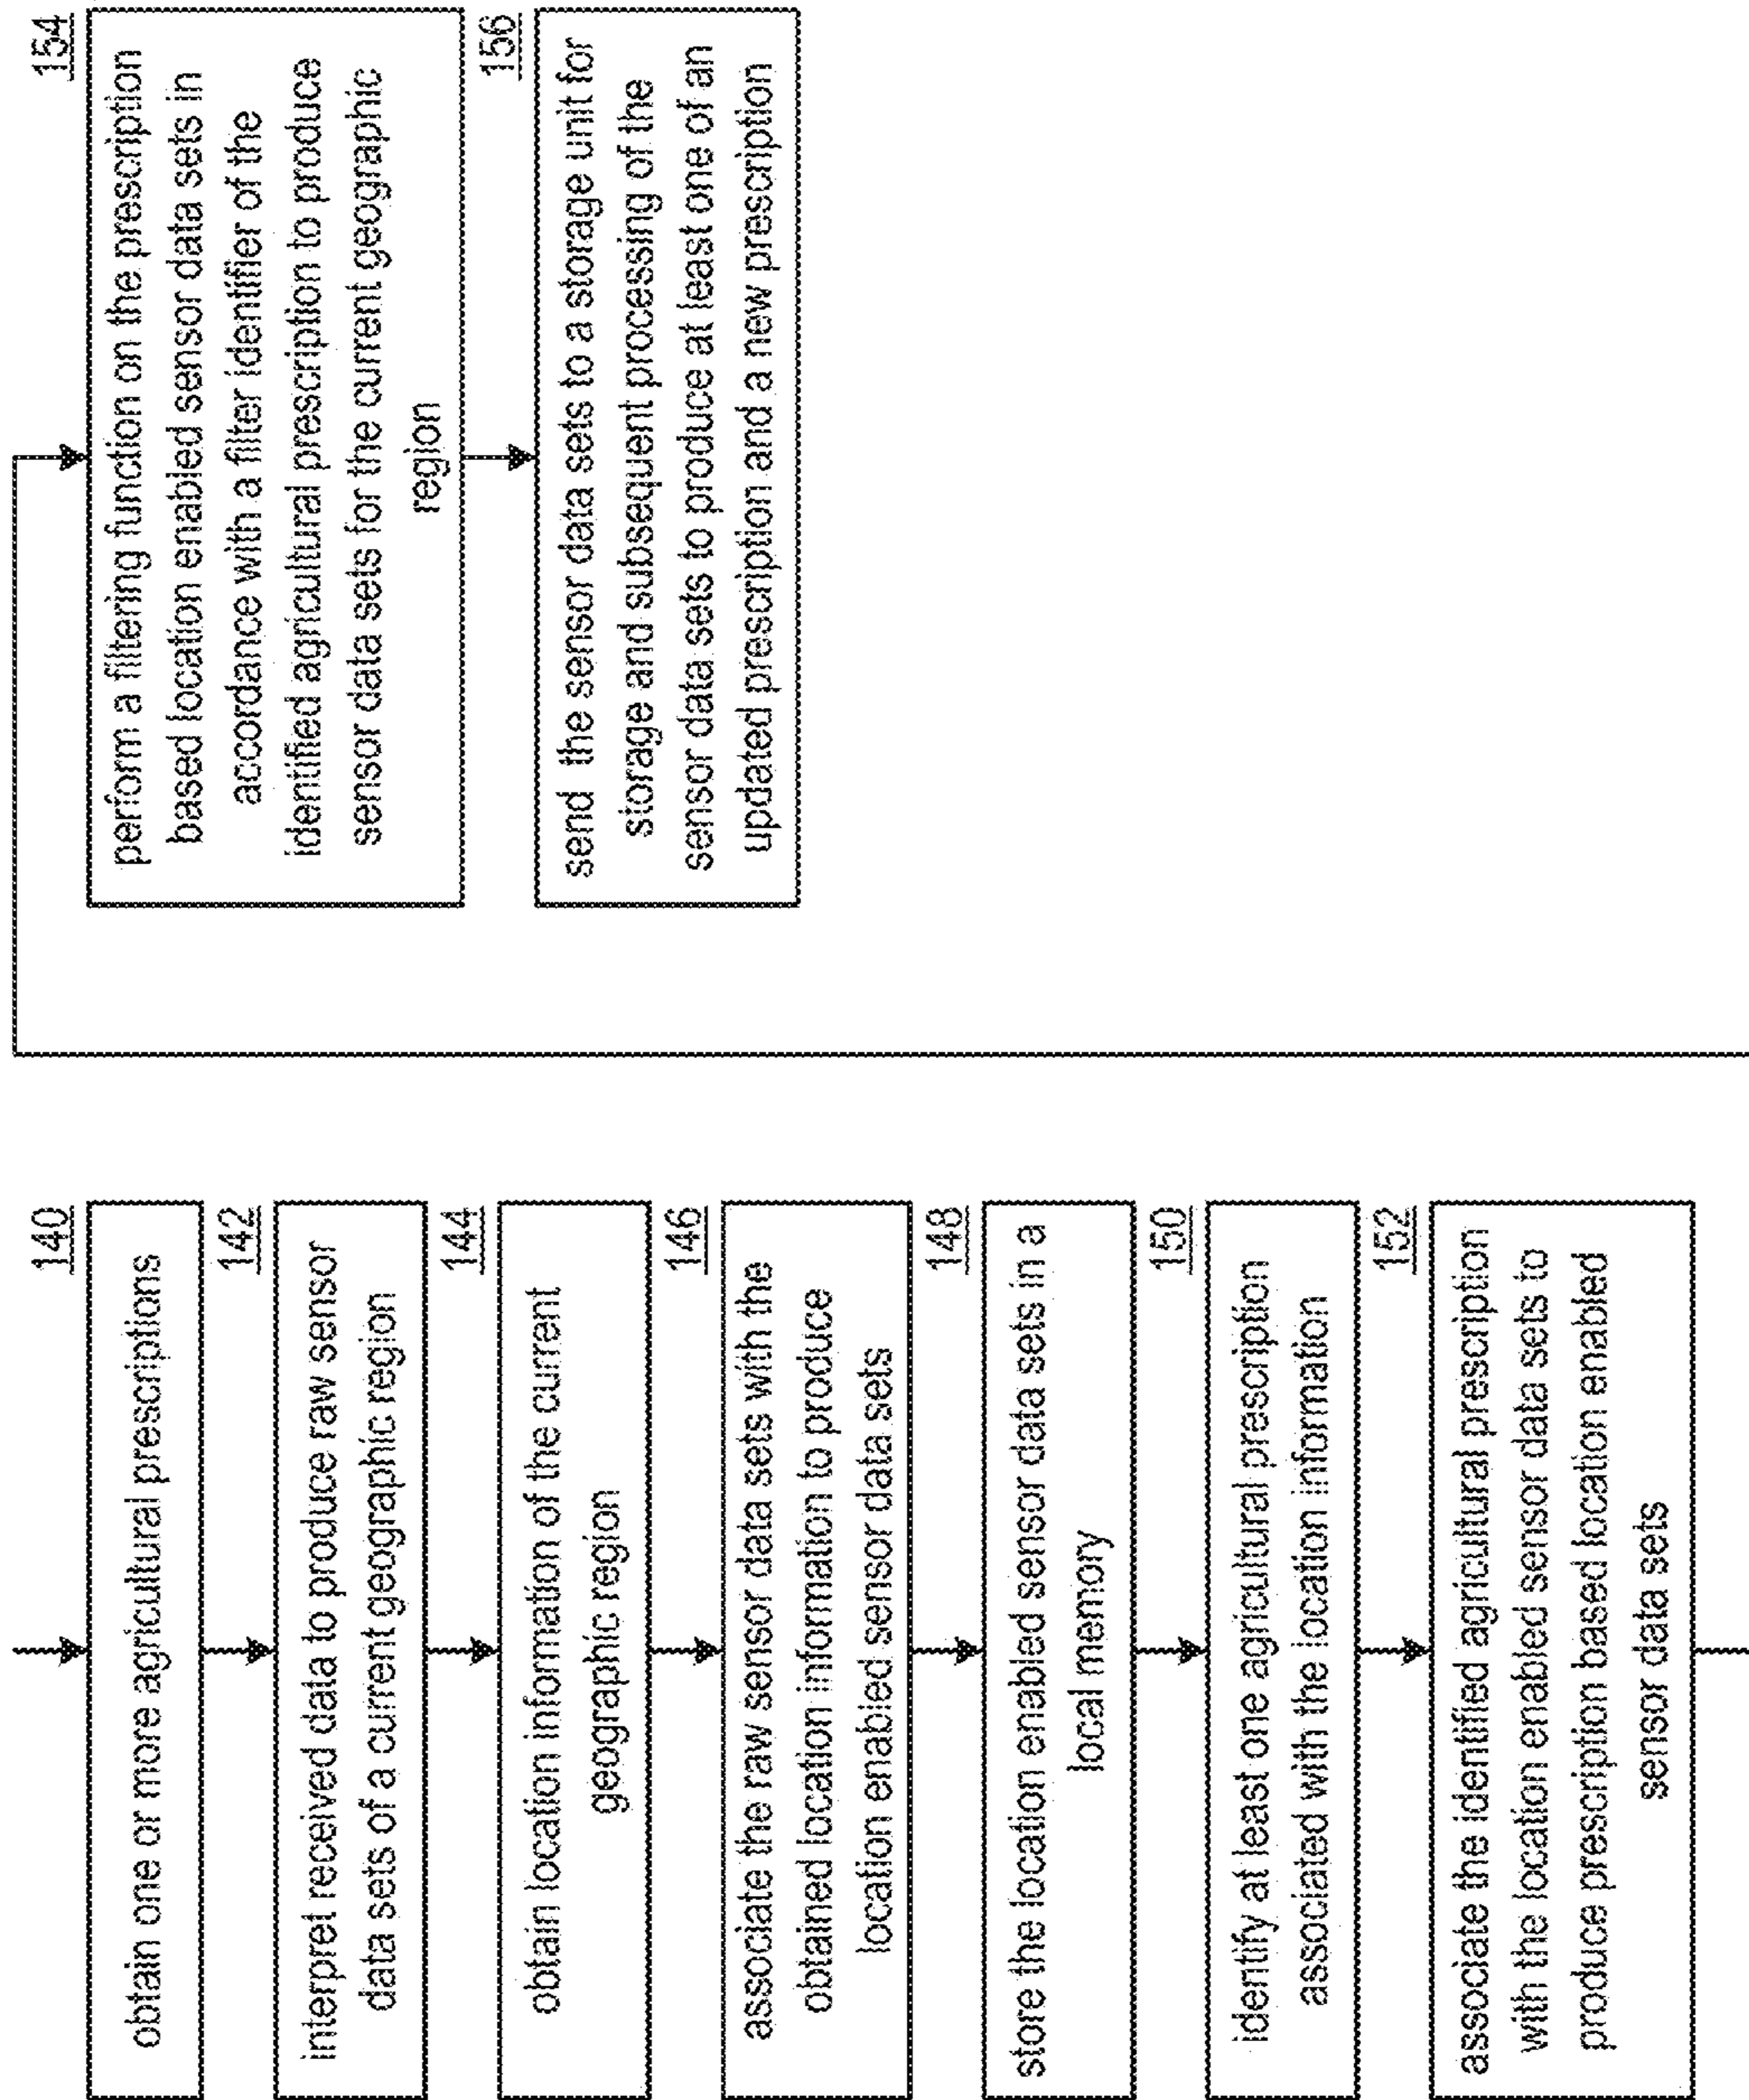 140
obtain one or more agricultural prescriptions
142
interpret received data to produce raw sensor
data sets of a current geographic region
144
obtain location information of the current
geographic region
146
associate the raw sensor data sets with the
obtained location information to produce
location enabled sensor data sets
148
store the location enabled sensor data sets in a
local memory
150
identify at least one agricultural prescription
associated with the location information
152
associate the identified agricultural prescription
with the location enabled sensor data sets to
produce prescription based location enabled
sensor data sets
154
perform a filtering function on the prescription
based location enabled sensor data sets in
accordance with a filter identifier of the
identified agricultural prescription to produce
sensor data sets for the current geographic
region
156
send the sensor data sets to a storage unit for
storage and subsequent processing of the
sensor data sets to produce at least one of an
updated prescription and a new prescription